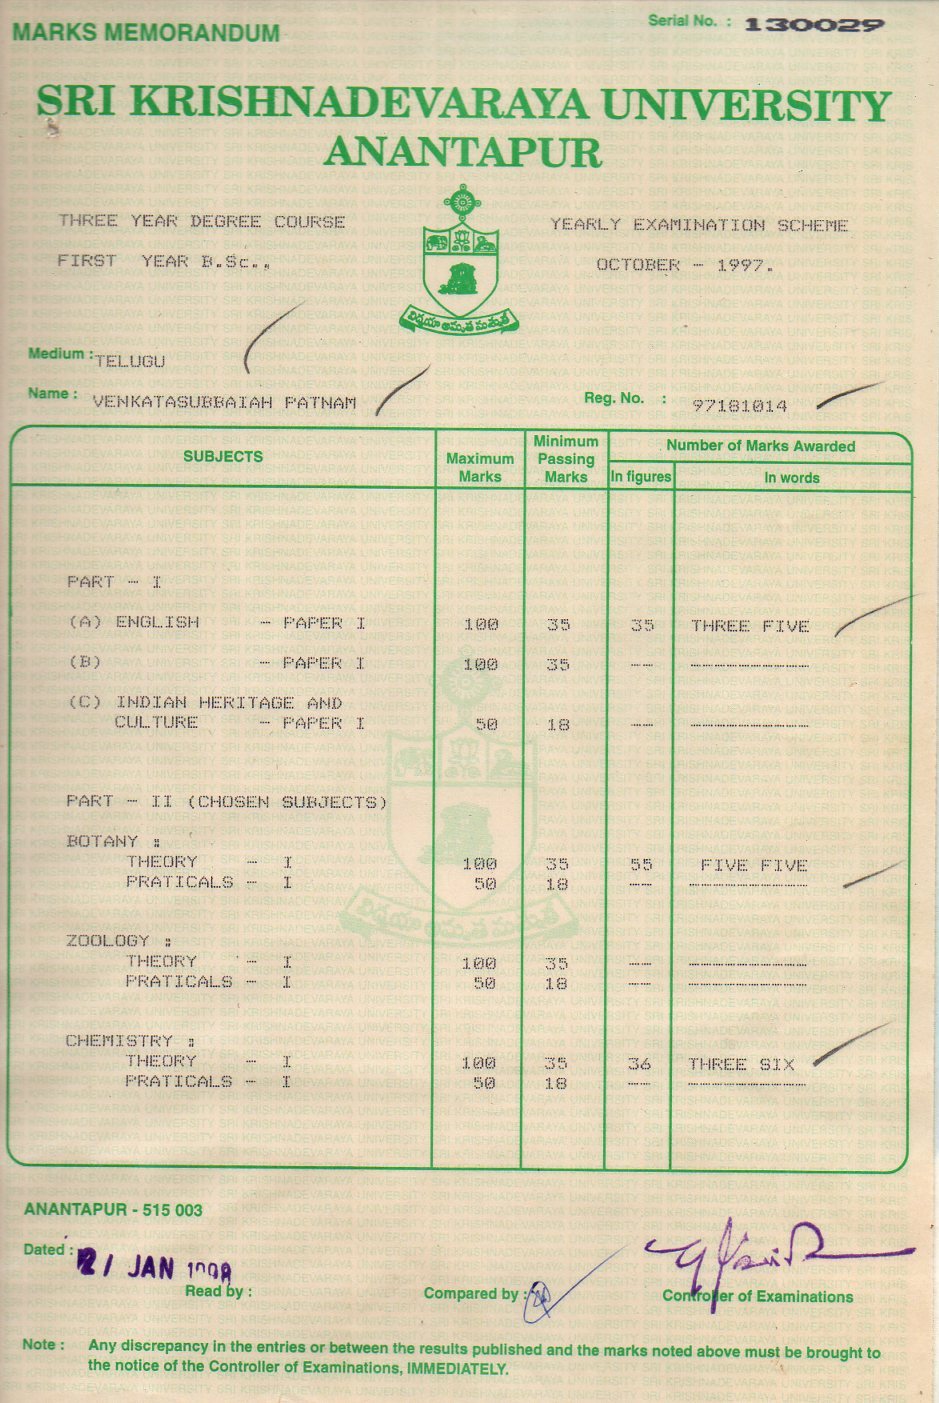 MARKS MEMORANDUM
Serial No. : 130029
SRI KRISHNADEVARAYA UNIVERSITY
ANANTAPUR
THREE YEAR DEGREE COURSE
YEARLY EXAMINATION SCHEME
FIRST YEAR B.Sc.,
OCTOBER - 1997.
Medium : TELUGU
Name : VENKATASUBBAIAH PATNAM
Reg. No. : 97181014
SUBJECTS Maximum Marks Minimum Passing Marks Number of Marks Awarded
In figures In words
PART - I
(A) ENGLISH - PAPER I 100 35 35 THREE FIVE
(B) - PAPER I 100 35 -- --------------------
(C) INDIAN HERITAGE AND
CULTURE - PAPER I 50 18 -- --------------------
PART - II (CHOSEN SUBJECTS)
BOTANY :
THEORY - I 100 35 55 FIVE FIVE
PRATICALS - I 50 18 -- --------------------
ZOOLOGY :
THEORY - I 100 35 -- --------------------
PRATICALS - I 50 18 -- --------------------
CHEMISTRY :
THEORY - I 100 35 36 THREE SIX
PRATICALS - I 50 18 -- --------------------
ANANTAPUR - 515 003
Dated : 21 JAN 1998
Read by :
Compared by :
Controller of Examinations
Note : Any discrepancy in the entries or between the results published and the marks noted above must be brought to
the notice of the Controller of Examinations, IMMEDIATELY.